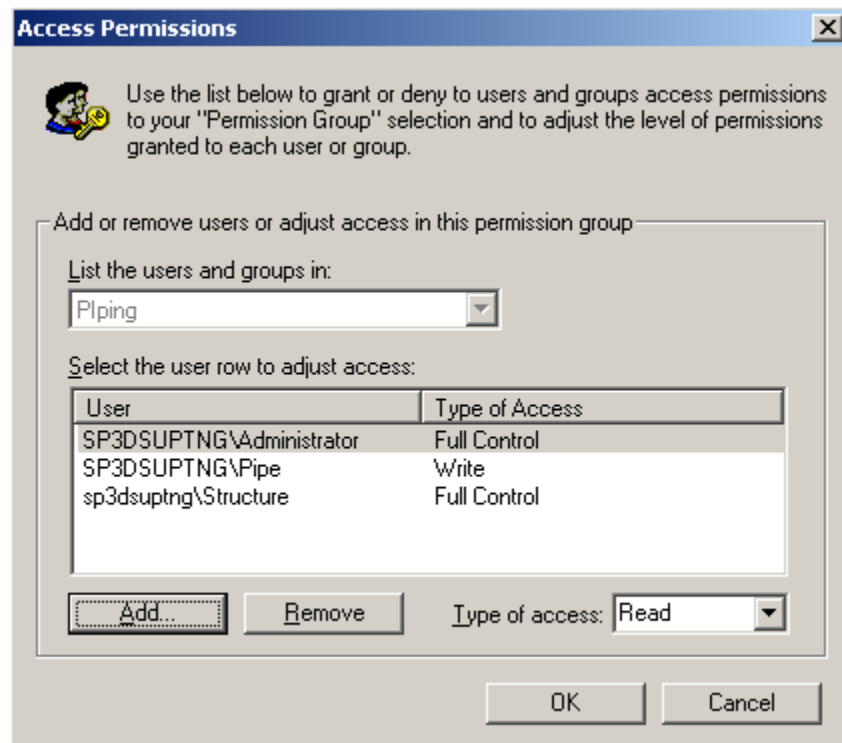 Access Permissions
Use the list below to grant or deny to users and groups access permissions
to your "Permission Group" selection and to adjust the level of permissions
granted to each user or group.
Add or remove users or adjust access in this permission group
List the users and groups in:
PIping
Select the user row to adjust access:
User Type of Access
SP3DSUPTNG\Administrator Full Control
SP3DSUPTNG\Pipe Write
sp3dsuptng\Structure Full Control
Add... Remove Type of access: Read
OK Cancel